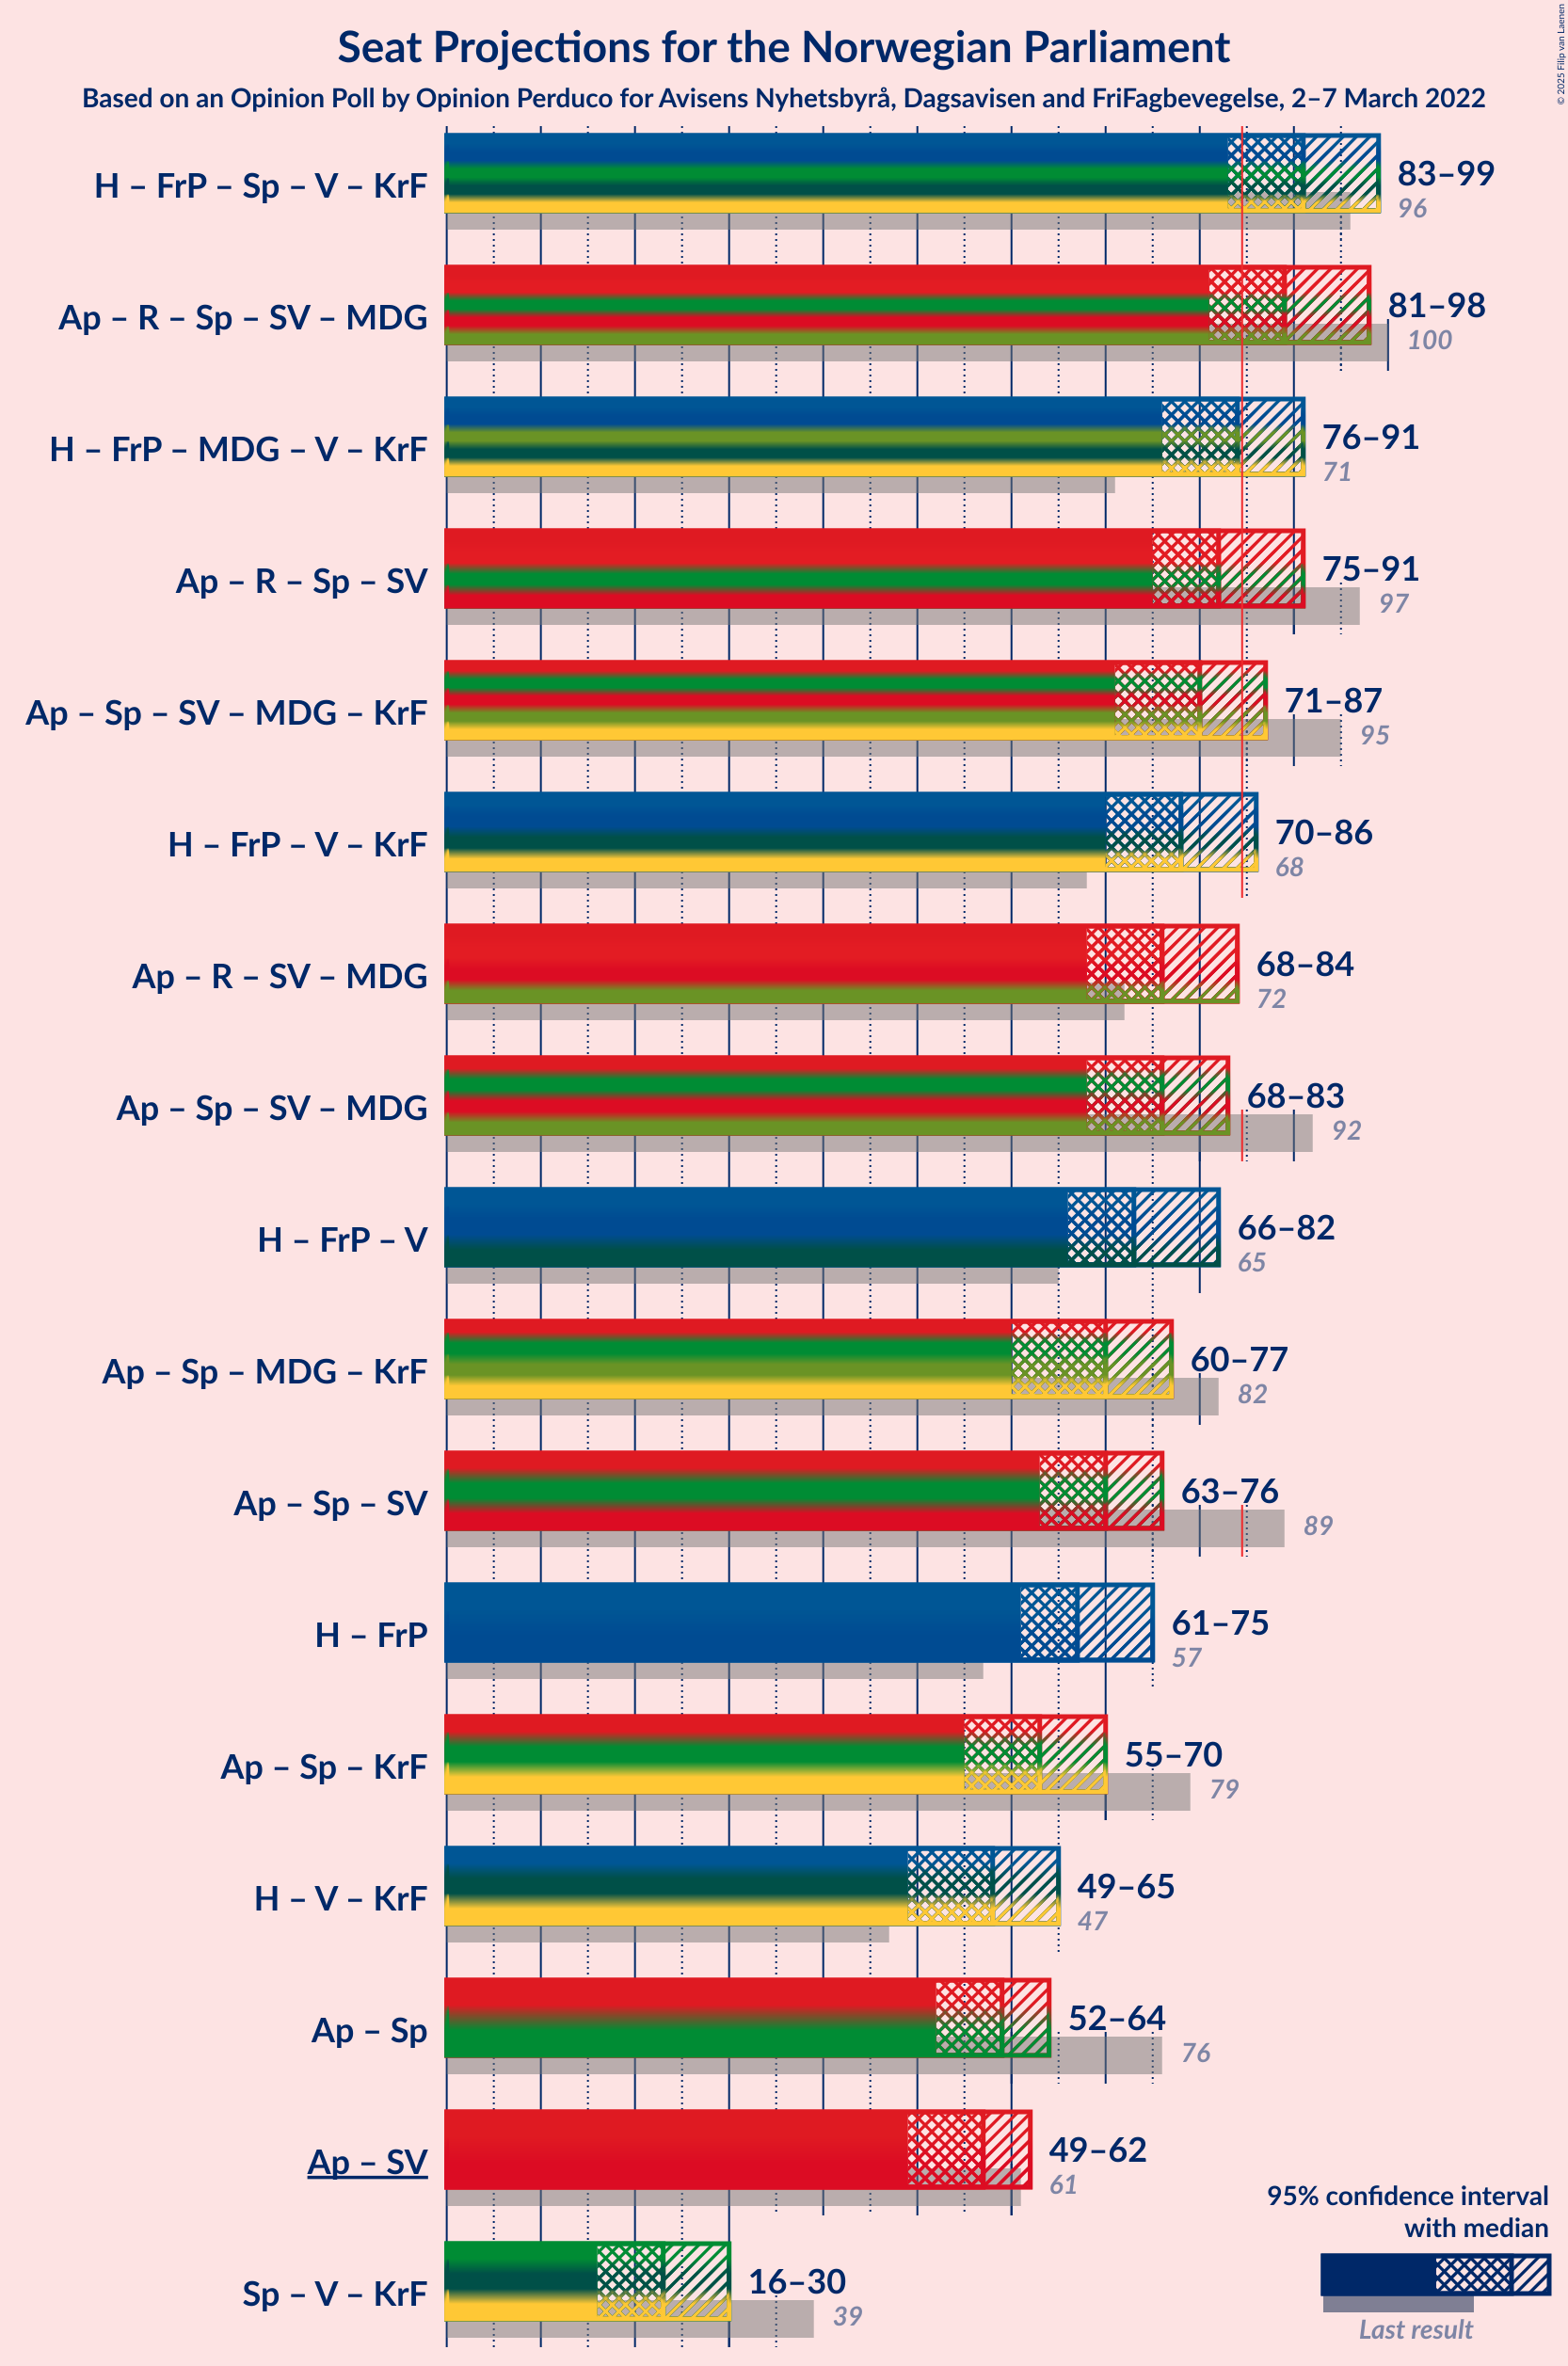 Seat Projections for the Norwegian Parliament
Based on an Opinion Poll by Opinion Perduco for Avisens Nyhetsbyrå, Dagsavisen and FriFagbevegelse, 2–7 March 2022
© 2025 Filip van Laenen
H – FrP – Sp – V – KrF
83–99
96
Ap – R – Sp – SV – MDG
81–98
100
H – FrP – MDG – V – KrF
76–91
71
Ap – R – Sp – SV
75–91
97
Ap – Sp – SV – MDG – KrF
71–87
95
H – FrP – V – KrF
70–86
68
Ap – R – SV – MDG
68–84
72
Ap – Sp – SV – MDG
68–83
92
H – FrP – V
66–82
65
Ap – Sp – MDG – KrF
60–77
82
Ap – Sp – SV
63–76
89
H – FrP
61–75
57
Ap – Sp – KrF
55–70
79
H – V – KrF
49–65
47
Ap – Sp
52–64
76
Ap – SV
49–62
61
Sp – V – KrF
16–30
39
95% confidence interval
with median
Last result